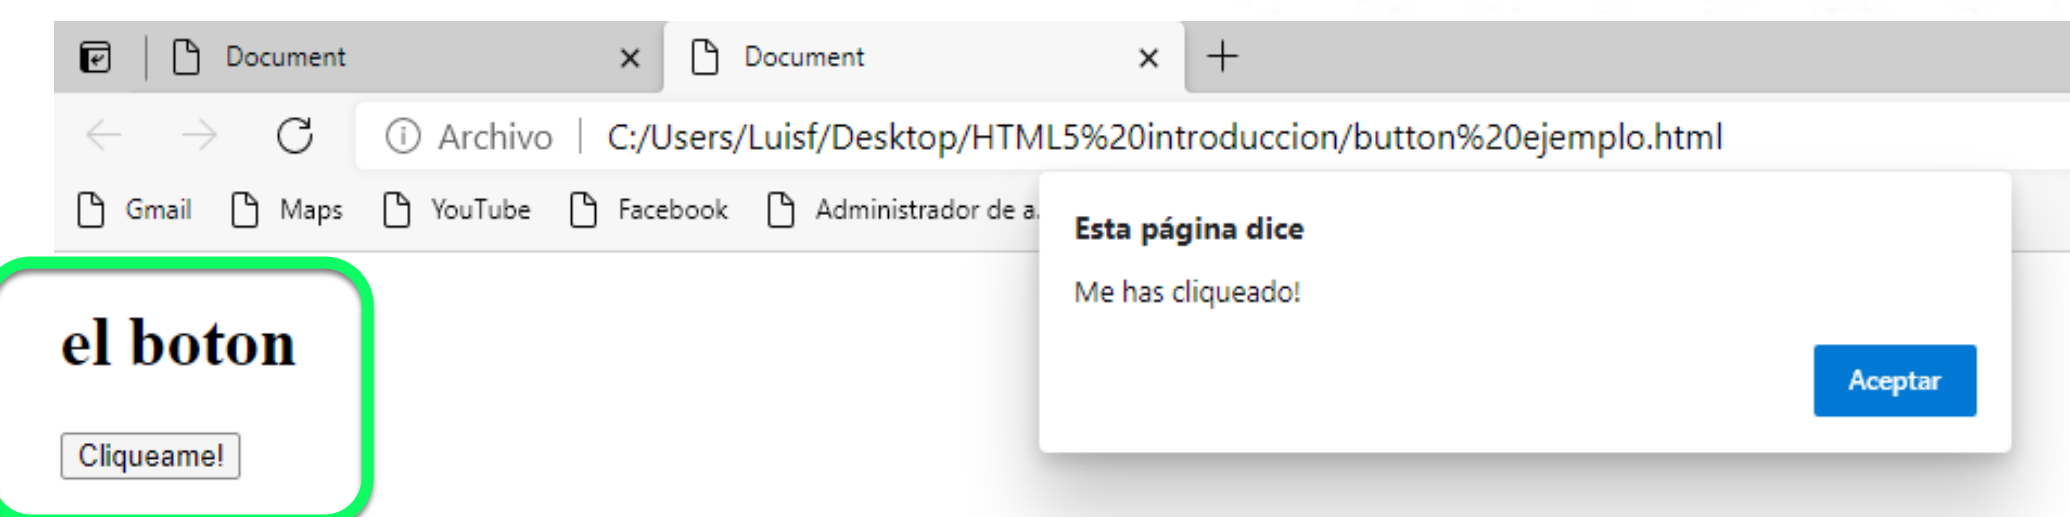 Document
Document
Archivo | C:/Users/Luisf/Desktop/HTML5%20introduccion/button%20ejemplo.html
Gmail Maps YouTube Facebook Administrador de a.
Esta página dice
Me has cliqueado!
Aceptar
el boton
Cliqueame!